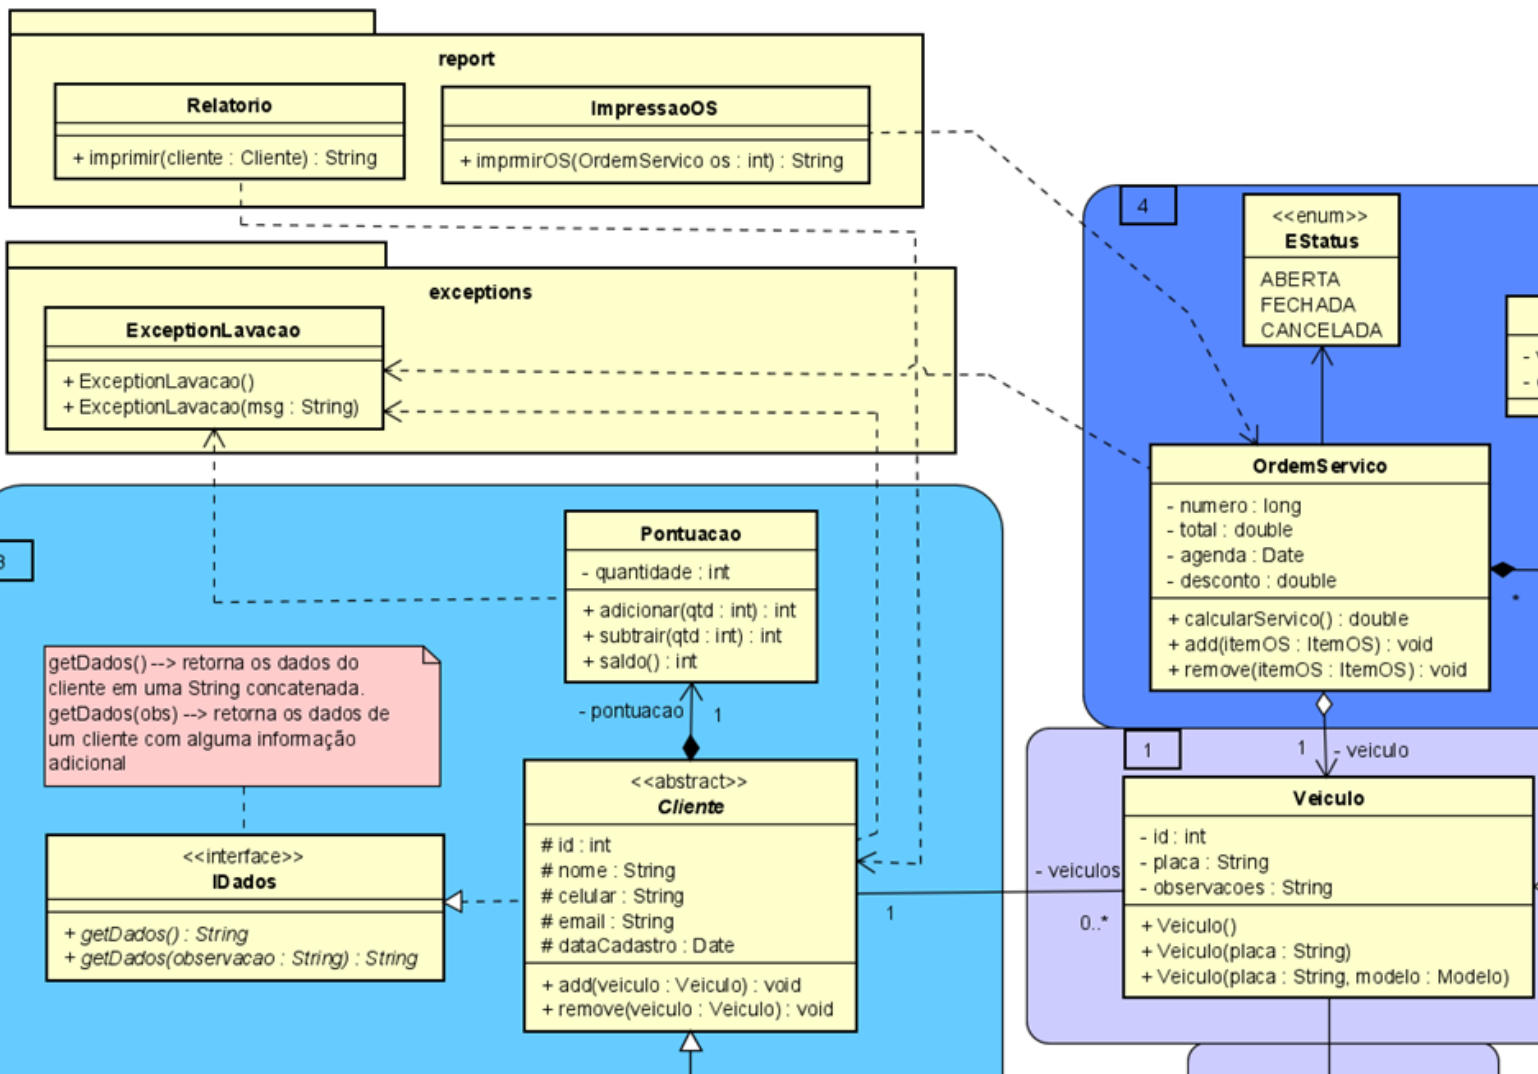 report
Relatorio
+ imprimir(cliente : Cliente) : String
ImpressaoOS
+ imprmirOS(OrdemServico os : int) : String
exceptions
ExceptionLavacao
+ ExceptionLavacao()
+ ExceptionLavacao(msg : String)
4
<<enum>>
EStatus
ABERTA
FECHADA
CANCELADA
OrdemServico
- numero : long
- total : double
- agenda : Date
- desconto : double
+ calcularServico() : double
+ add(itemOS : ItemOS) : void
+ remove(itemOS : ItemOS) : void
*
Pontuacao
- quantidade : int
+ adicionar(qtd : int) : int
+ subtrair(qtd : int) : int
+ saldo() : int
- pontuacao
1
getDados() --> retorna os dados do
cliente em uma String concatenada.
getDados(obs) --> retorna os dados de
um cliente com alguma informação
adicional
<<interface>>
IDados
+ getDados() : String
+ getDados(observacao : String) : String
<<abstract>>
Cliente
# id : int
# nome : String
# celular : String
# email : String
# dataCadastro : Date
+ add(veiculo : Veiculo) : void
+ remove(veiculo : Veiculo) : void
1
- veiculos
0..*
1
1
- veiculo
Veiculo
- id : int
- placa : String
- observacoes : String
+ Veiculo()
+ Veiculo(placa : String)
+ Veiculo(placa : String, modelo : Modelo)